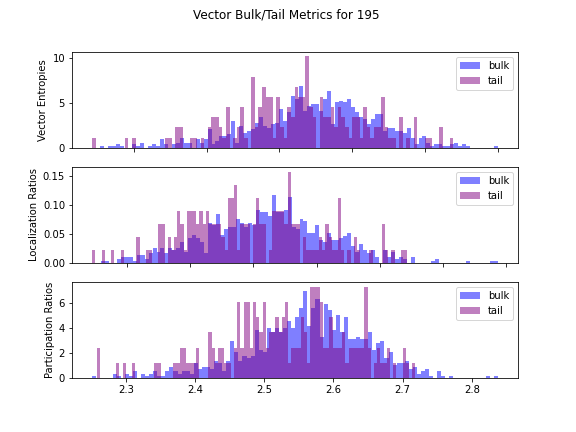 Vector Bulk/Tail Metrics for 195
Vector Entropies
10
5
0
bulk
tail
Localization Ratios
0.15
0.10
0.05
0.00
bulk
tail
Participation Ratios
6
4
2
0
bulk
tail
2.3 2.4 2.5 2.6 2.7 2.8